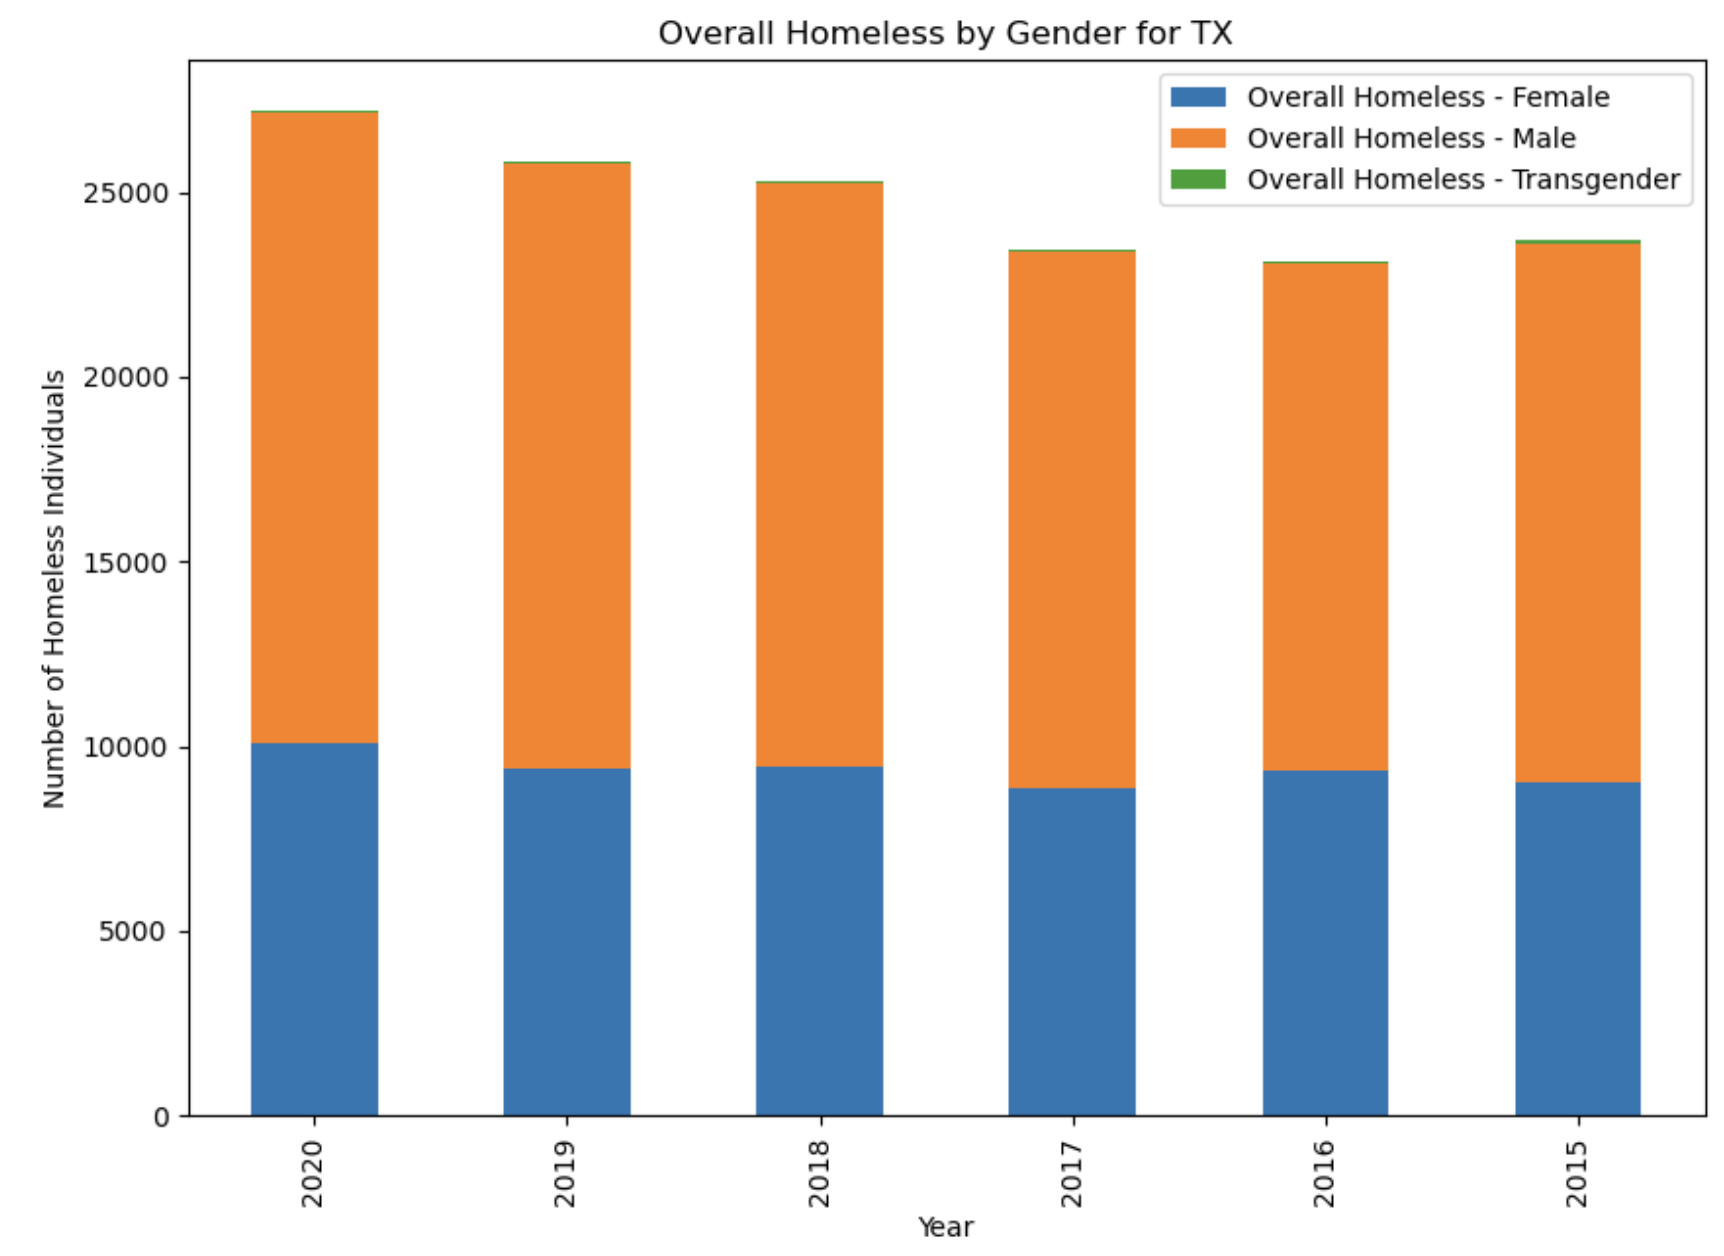 Overall Homeless by Gender for TX
Overall Homeless - Female
Overall Homeless - Male
Overall Homeless - Transgender
Number of Homeless Individuals
25000
20000
15000
10000
5000
0
2020
2019
2018
2017
2016
2015
Year